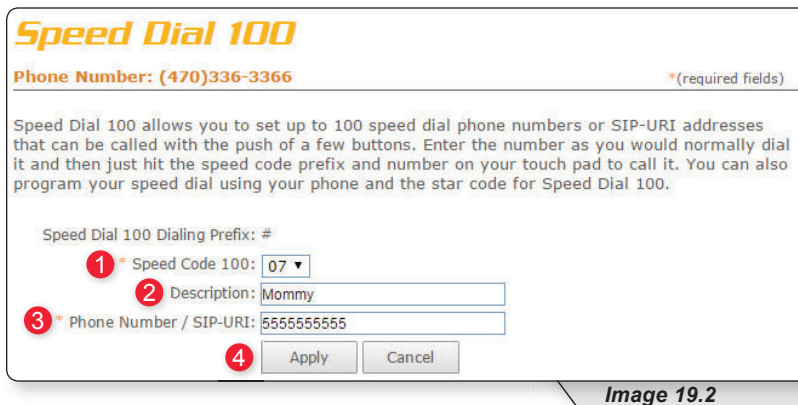 Speed Dial 100
Phone Number: (470)336-3366 *(required fields)
Speed Dial 100 allows you to set up to 100 speed dial phone numbers or SIP-URI addresses
that can be called with the push of a few buttons. Enter the number as you would normally dial
it and then just hit the speed code prefix and number on your touch pad to call it. You can also
program your speed dial using your phone and the star code for Speed Dial 100.
Speed Dial 100 Dialing Prefix: #
1 * Speed Code 100: 07
2 Description: Mommy
3 * Phone Number / SIP-URI: 5555555555
4 Apply Cancel
Image 19.2